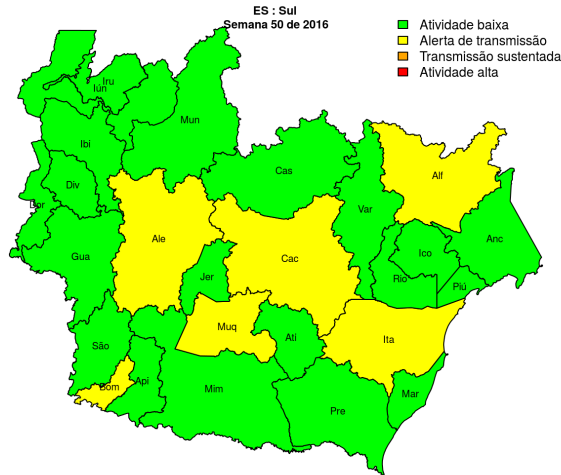 ES : Sul
Semana 50 de 2016
Atividade baixa
Alerta de transmissão
Transmissão sustentada
Atividade alta
Iru
Iún
Mun
Ibi
Cas
Alf
Div
Dor
Var
Ale
Anc
Ico
Gua
Cac
Jer
Rio
Piú
Muq
Ati
Ita
São
Bom
Api
Mim
Mar
Pre